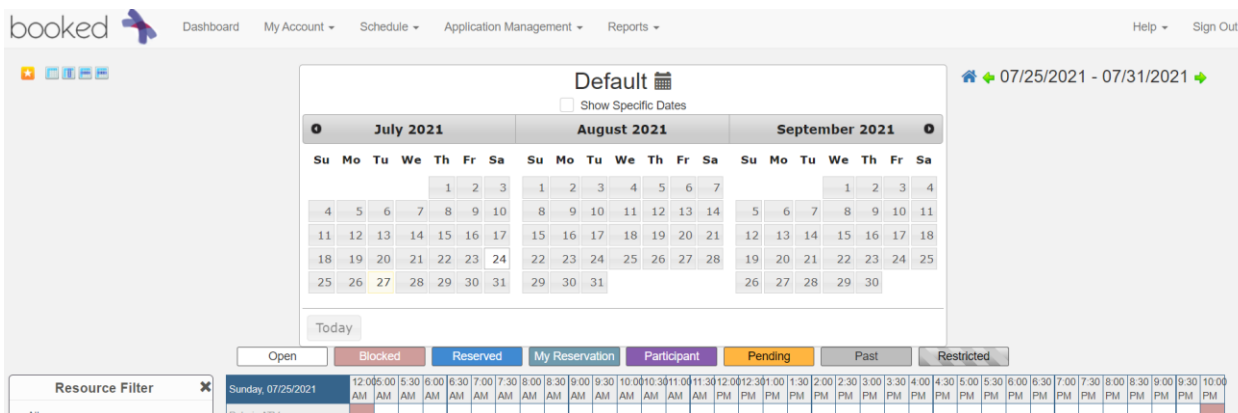 booked Dashboard My Account Schedule Application Management Reports Help Sign Out
Default
Show Specific Dates
07/25/2021 - 07/31/2021
July 2021 August 2021 September 2021
Su Mo Tu We Th Fr Sa Su Mo Tu We Th Fr Sa Su Mo Tu We Th Fr Sa
1 2 3 1 2 3 4 5 6 7 1 2 3 4
4 5 6 7 8 9 10 8 9 10 11 12 13 14 5 6 7 8 9 10 11
11 12 13 14 15 16 17 15 16 17 18 19 20 21 12 13 14 15 16 17 18
18 19 20 21 22 23 24 22 23 24 25 26 27 28 19 20 21 22 23 24 25
25 26 27 28 29 30 31 29 30 31 26 27 28 29 30
Today
Open Blocked Reserved My Reservation Participant Pending Past Restricted
Resource Filter
Sunday, 07/25/2021 12:00 AM 5:00 AM 5:30 AM 6:00 AM 6:30 AM 7:00 AM 7:30 AM 8:00 AM 8:30 AM 9:00 AM 9:30 AM 10:00 AM 10:30 AM 11:00 AM 11:30 AM 12:00 PM 12:30 PM 1:00 PM 1:30 PM 2:00 PM 2:30 PM 3:00 PM 3:30 PM 4:00 PM 4:30 PM 5:00 PM 5:30 PM 6:00 PM 6:30 PM 7:00 PM 7:30 PM 8:00 PM 8:30 PM 9:00 PM 9:30 PM 10:00 PM